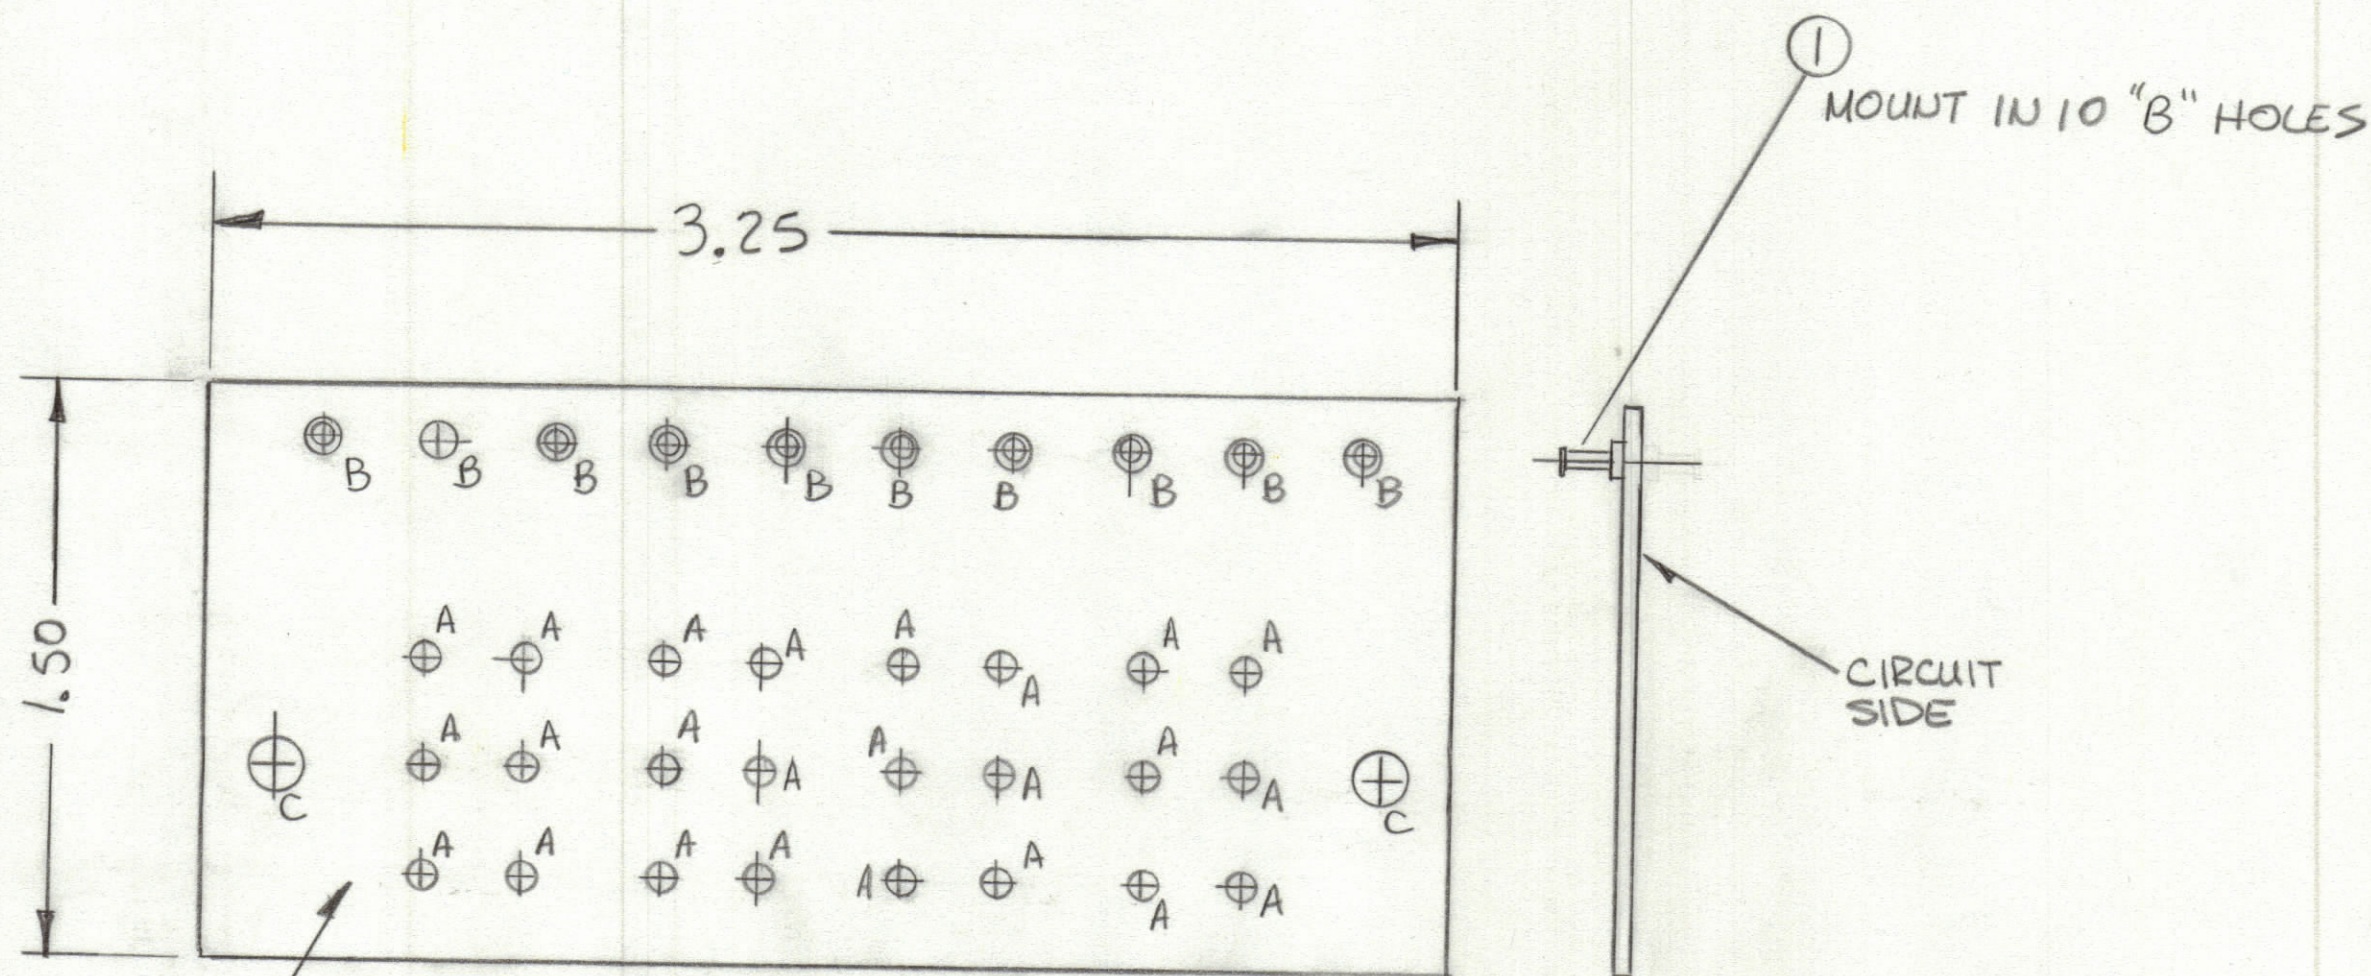 1
MOUNT IN 10 "B" HOLES
3.25
B B B B B B B B B B
1.50
A A A A A A A A
CIRCUIT
SIDE
A A A A A A A A
C C
A A A A A A A A